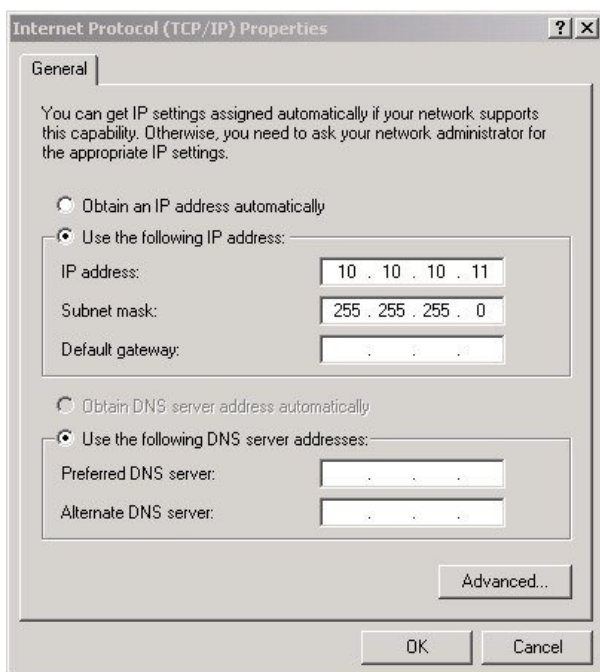 Internet Protocol (TCP/IP) Properties
General
You can get IP settings assigned automatically if your network supports
this capability. Otherwise, you need to ask your network administrator for
the appropriate IP settings.
Obtain an IP address automatically
Use the following IP address:
IP address: 10 . 10 . 10 . 11
Subnet mask: 255 . 255 . 255 . 0
Default gateway: . . .
Obtain DNS server address automatically
Use the following DNS server addresses:
Preferred DNS server: . . .
Alternate DNS server: . . .
Advanced...
OK Cancel